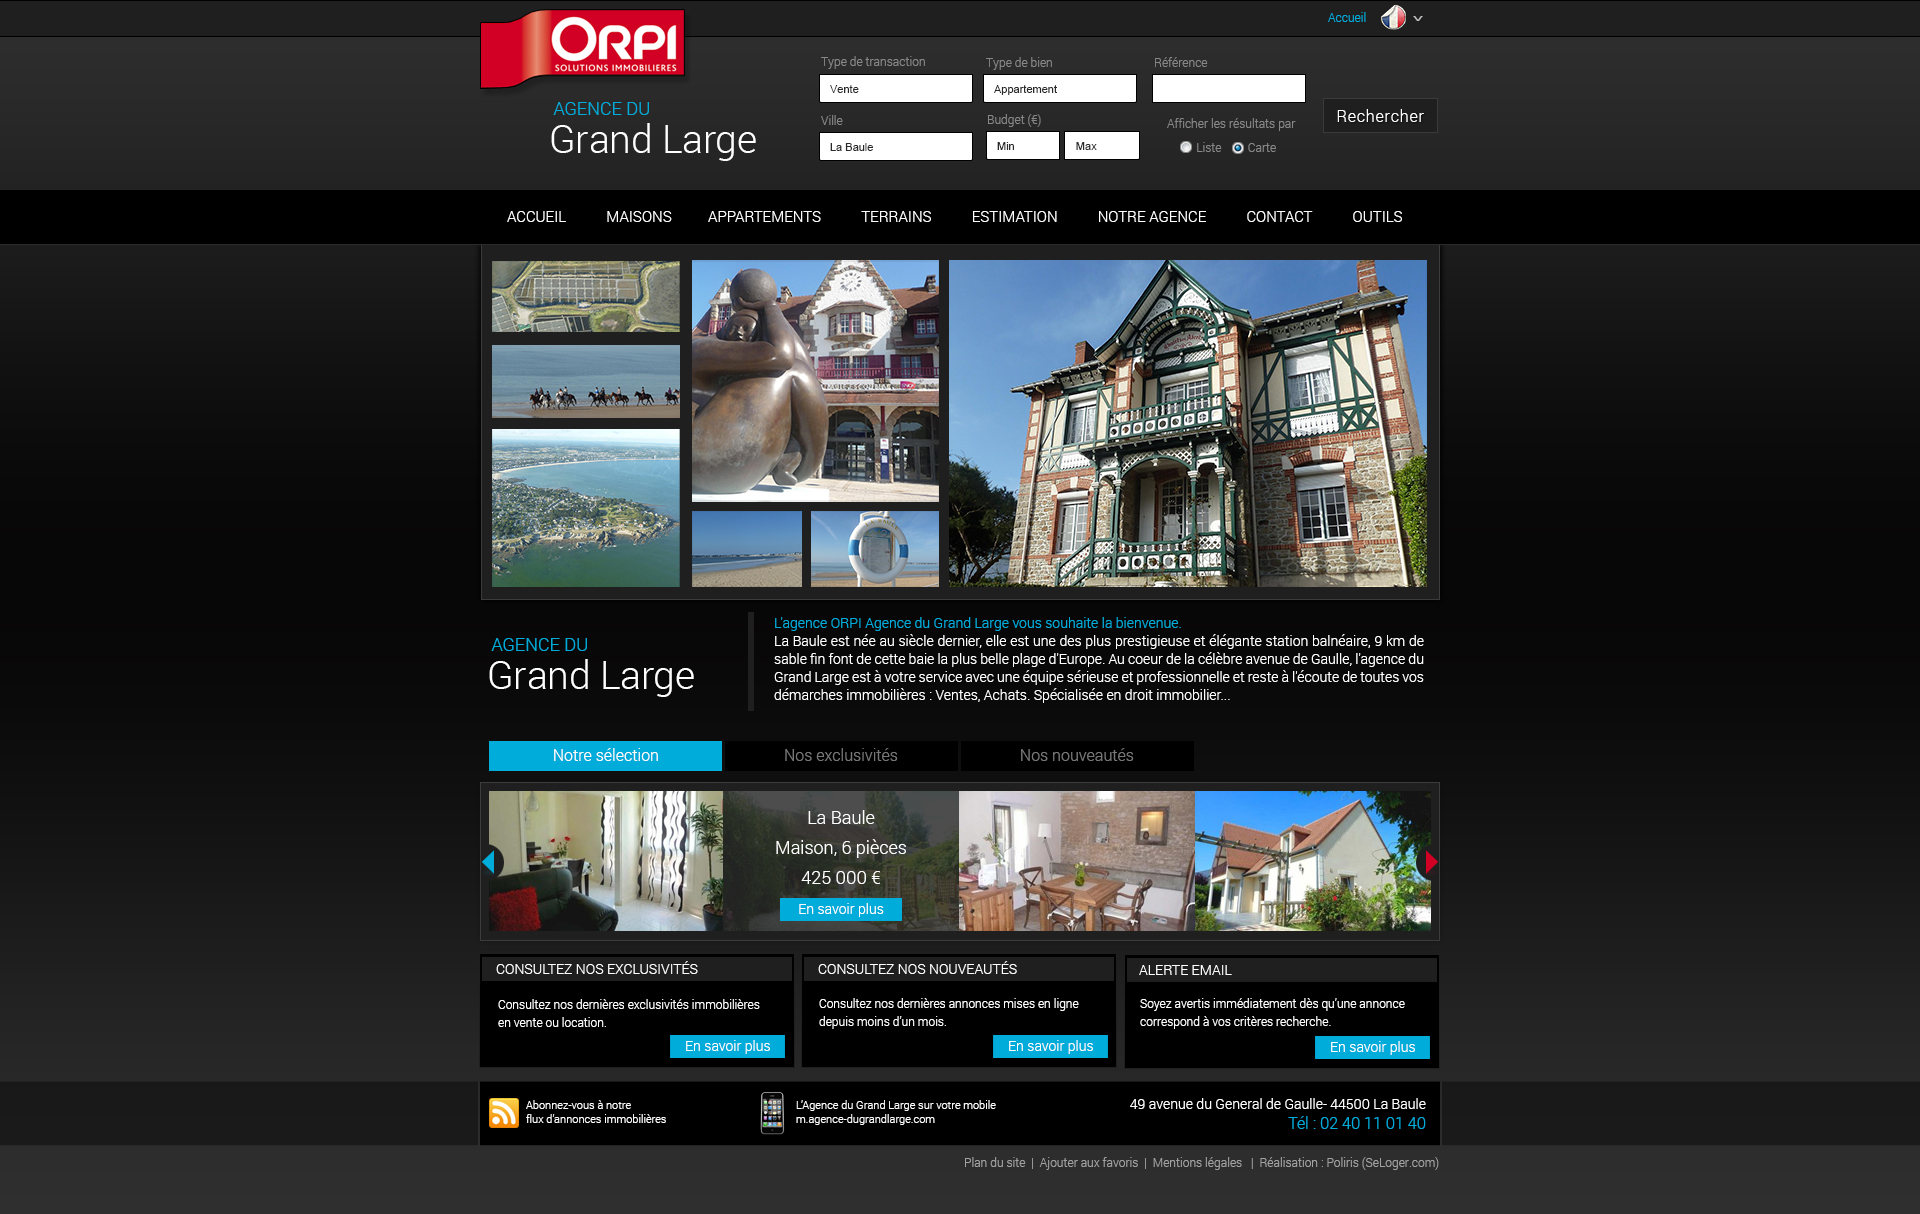 Accueil
ORPI
SOLUTIONS IMMOBILIERES
AGENCE DU
Grand Large
Type de transaction
Type de bien
Référence
Vente
Appartement
Ville
Budget (€)
Afficher les résultats par
La Baule
Min
Max
Liste
Carte
Rechercher
ACCUEIL
MAISONS
APPARTEMENTS
TERRAINS
ESTIMATION
NOTRE AGENCE
CONTACT
OUTILS
AGENCE DU
Grand Large
L'agence ORPI Agence du Grand Large vous souhaite la bienvenue.
La Baule est née au siècle dernier, elle est une des plus prestigieuse et élégante station balnéaire, 9 km de
sable fin font de cette baie la plus belle plage d'Europe. Au coeur de la célèbre avenue de Gaulle, l'agence du
Grand Large est à votre service avec une équipe sérieuse et professionnelle et reste à l'écoute de toutes vos
démarches immobilières : Ventes, Achats. Spécialisée en droit immobilier...
Notre sélection
Nos exclusivités
Nos nouveautés
La Baule
Maison, 6 pièces
425 000 €
En savoir plus
CONSULTEZ NOS EXCLUSIVITÉS
Consultez nos dernières exclusivités immobilières
en vente ou location.
En savoir plus
CONSULTEZ NOS NOUVEAUTÉS
Consultez nos dernières annonces mises en ligne
depuis moins d'un mois.
En savoir plus
ALERTE EMAIL
Soyez avertis immédiatement dès qu'une annonce
correspond à vos critères recherche.
En savoir plus
Abonnez-vous à notre
flux d'annonces immobilières
L'Agence du Grand Large sur votre mobile
m.agence-dugrandlarge.com
49 avenue du General de Gaulle- 44500 La Baule
Tél : 02 40 11 01 40
Plan du site | Ajouter aux favoris | Mentions légales | Réalisation : Poliris (SeLoger.com)